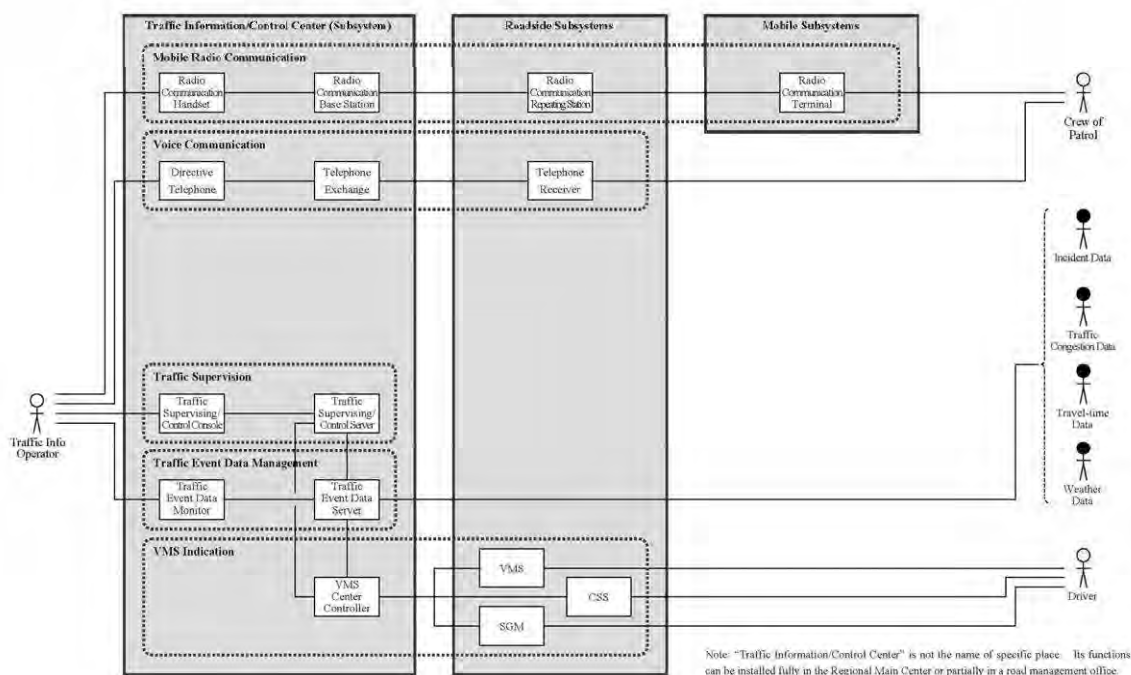 Traffic Information/Control Center (Subsystem)
Roadside Subsystems
Mobile Subsystems
Mobile Radio Communication
Radio
Communication
Handset
Radio
Communication
Base Station
Radio
Communication
Repeating Station
Radio
Communication
Terminal
Crew of
Patrol
Voice Communication
Directive
Telephone
Telephone
Exchange
Telephone
Receiver
Incident Data
Traffic
Congestion Data
Travel-time
Data
Weather
Data
Traffic Info
Operator
Traffic Supervision
Traffic
Supervising/
Control Console
Traffic
Supervising/
Control Server
Traffic Event Data Management
Traffic
Event Data
Monitor
Traffic
Event Data
Server
VMS Indication
VMS
Center
Controller
VMS
CSS
SGM
Driver
Note: "Traffic Information/Control Center" is not the name of specific place. Its functions
can be installed fully in the Regional Main Center or partially in a road management office.